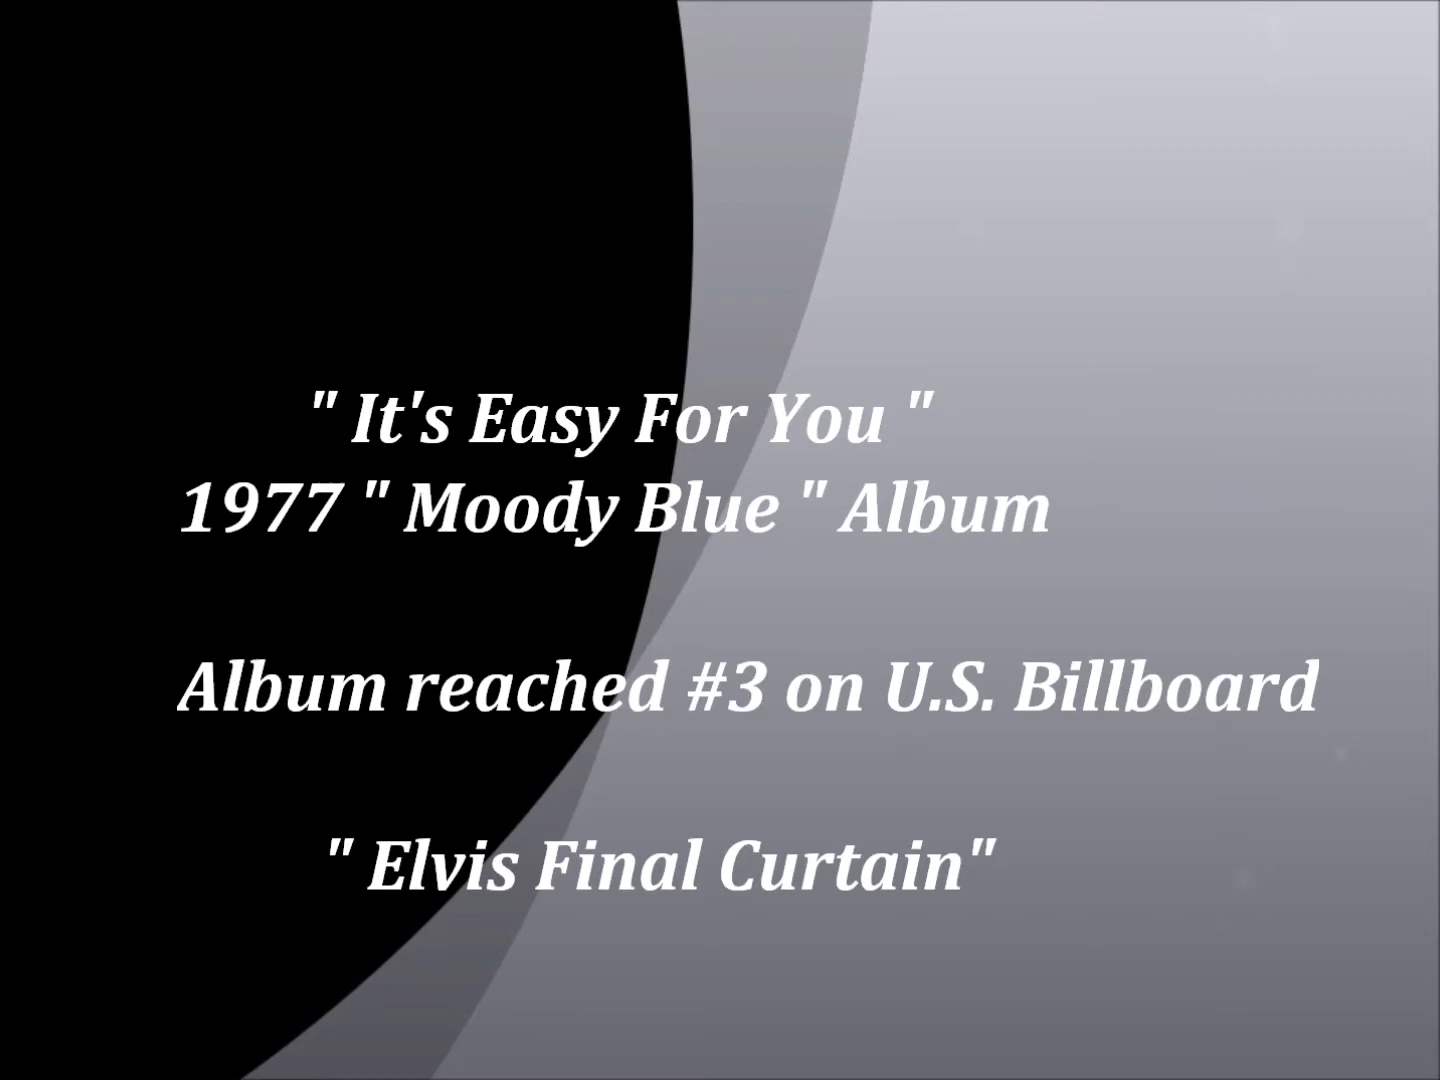 " It's Easy For You "
1977 " Moody Blue " Album
Album reached #3 on U.S. Billboard
" Elvis Final Curtain"